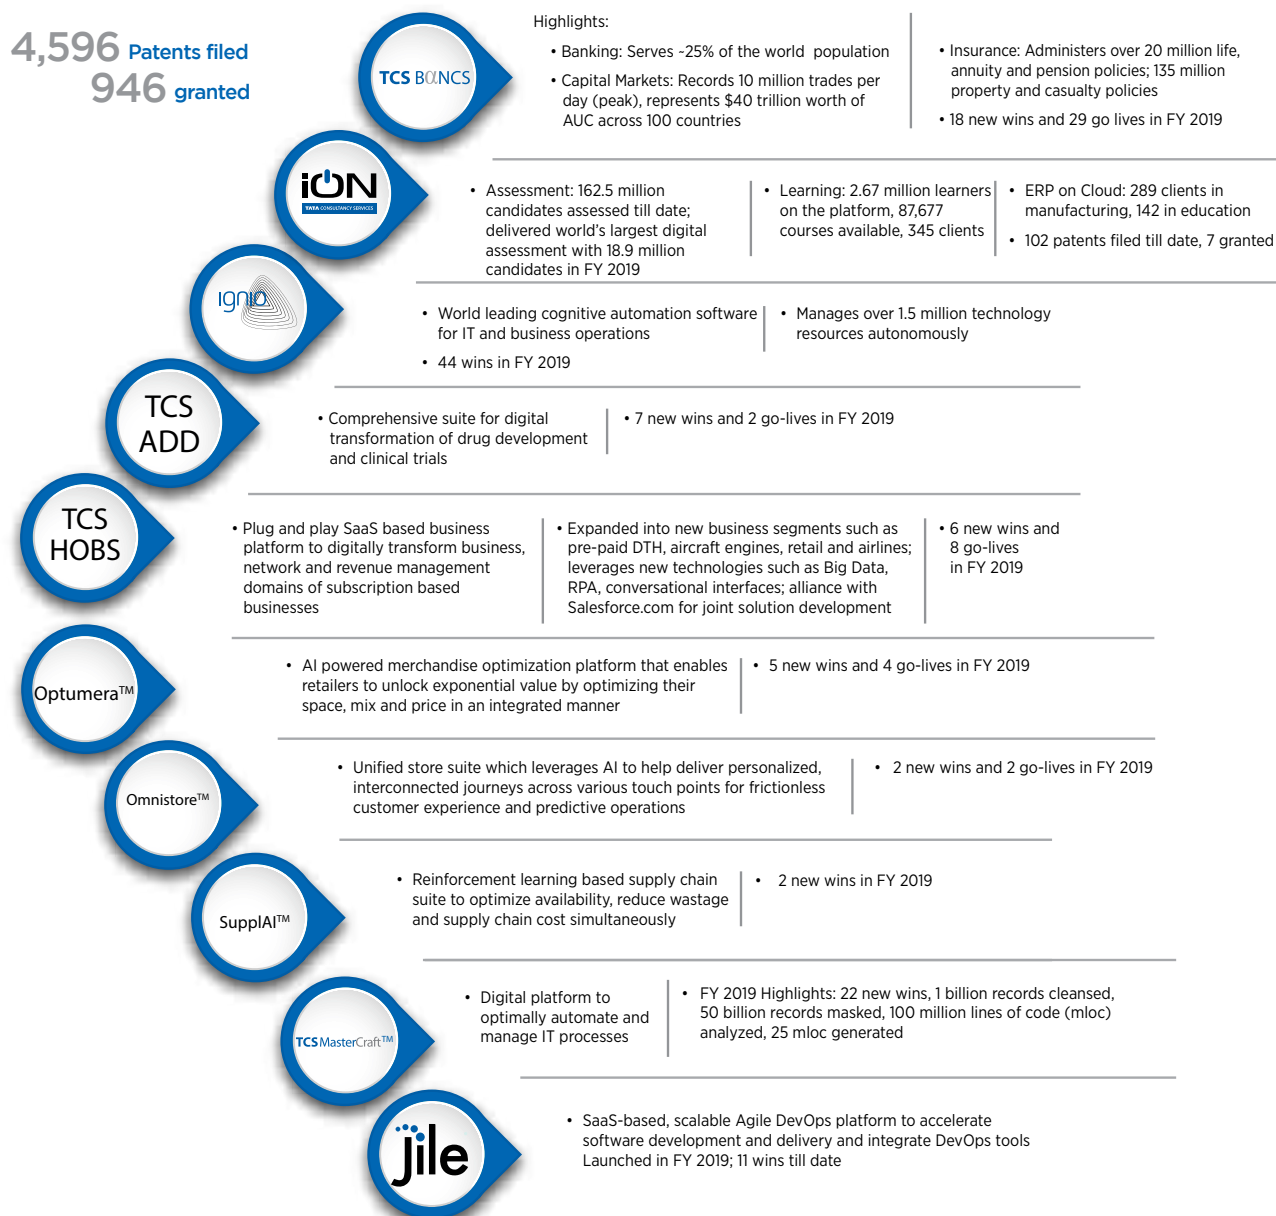 4,596 Patents filed
946 granted
TCS BαNCS
Highlights:
• Banking: Serves ~25% of the world population
• Capital Markets: Records 10 million trades per
day (peak), represents $40 trillion worth of
AUC across 100 countries
• Insurance: Administers over 20 million life,
annuity and pension policies; 135 million
property and casualty policies
• 18 new wins and 29 go lives in FY 2019
iON
TATA CONSULTANCY SERVICES
• Assessment: 162.5 million
candidates assessed till date;
delivered world's largest digital
assessment with 18.9 million
candidates in FY 2019
• Learning: 2.67 million learners
on the platform, 87,677
courses available, 345 clients
• ERP on Cloud: 289 clients in
manufacturing, 142 in education
• 102 patents filed till date, 7 granted
ignio
• World leading cognitive automation software
for IT and business operations
• 44 wins in FY 2019
• Manages over 1.5 million technology
resources autonomously
TCS
ADD
• Comprehensive suite for digital
transformation of drug development
and clinical trials
• 7 new wins and 2 go-lives in FY 2019
TCS
HOBS
• Plug and play SaaS based business
platform to digitally transform business,
network and revenue management
domains of subscription based
businesses
• Expanded into new business segments such as
pre-paid DTH, aircraft engines, retail and airlines;
leverages new technologies such as Big Data,
RPA, conversational interfaces; alliance with
Salesforce.com for joint solution development
• 6 new wins and
8 go-lives
in FY 2019
Optumera™
• AI powered merchandise optimization platform that enables
retailers to unlock exponential value by optimizing their
space, mix and price in an integrated manner
• 5 new wins and 4 go-lives in FY 2019
Omnistore™
• Unified store suite which leverages AI to help deliver personalized,
interconnected journeys across various touch points for frictionless
customer experience and predictive operations
• 2 new wins and 2 go-lives in FY 2019
SupplAI™
• Reinforcement learning based supply chain
suite to optimize availability, reduce wastage
and supply chain cost simultaneously
• 2 new wins in FY 2019
TCS MasterCraft™
• Digital platform to
optimally automate and
manage IT processes
• FY 2019 Highlights: 22 new wins, 1 billion records cleansed,
50 billion records masked, 100 million lines of code (mloc)
analyzed, 25 mloc generated
jile
• SaaS-based, scalable Agile DevOps platform to accelerate
software development and delivery and integrate DevOps tools
Launched in FY 2019; 11 wins till date